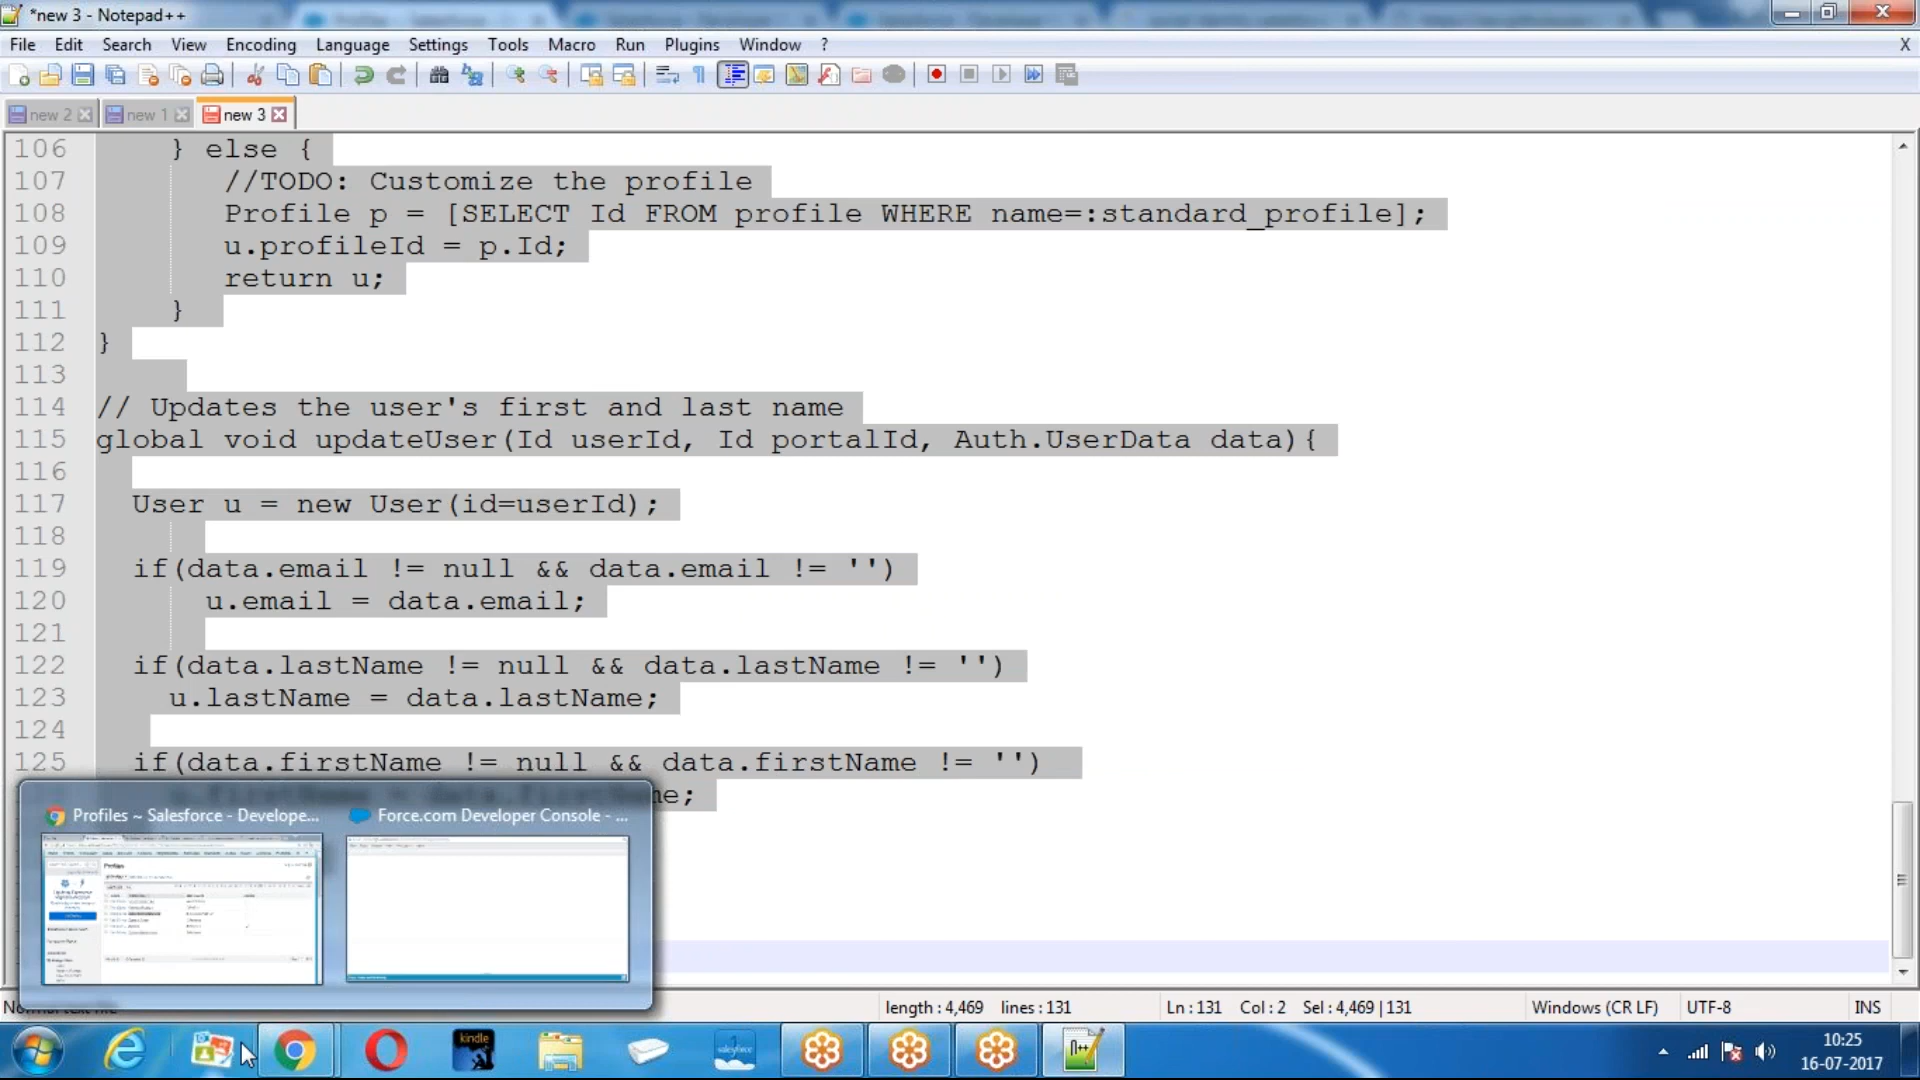 *new 3 - Notepad++
File Edit Search View Encoding Language Settings Tools Macro Run Plugins Window ? X
new 2 new 1 new 3
106 } else {
107 //TODO: Customize the profile
108 Profile p = [SELECT Id FROM profile WHERE name=:standard_profile];
109 u.profileId = p.Id;
110 return u;
111 }
112 }
113
114 // Updates the user's first and last name
115 global void updateUser(Id userId, Id portalId, Auth.UserData data){
116
117 User u = new User(id=userId);
118
119 if(data.email != null && data.email != '')
120 u.email = data.email;
121
122 if(data.lastName != null && data.lastName != '')
123 u.lastName = data.lastName;
124
125 if(data.firstName != null && data.firstName != '')
me;
Profiles ~ Salesforce - Develope...
Force.com Developer Console - ...
Profiles
length : 4,469 lines : 131 Ln : 131 Col : 2 Sel : 4,469 | 131 Windows (CR LF) UTF-8 INS
kindle
salesforce
10:25
16-07-2017